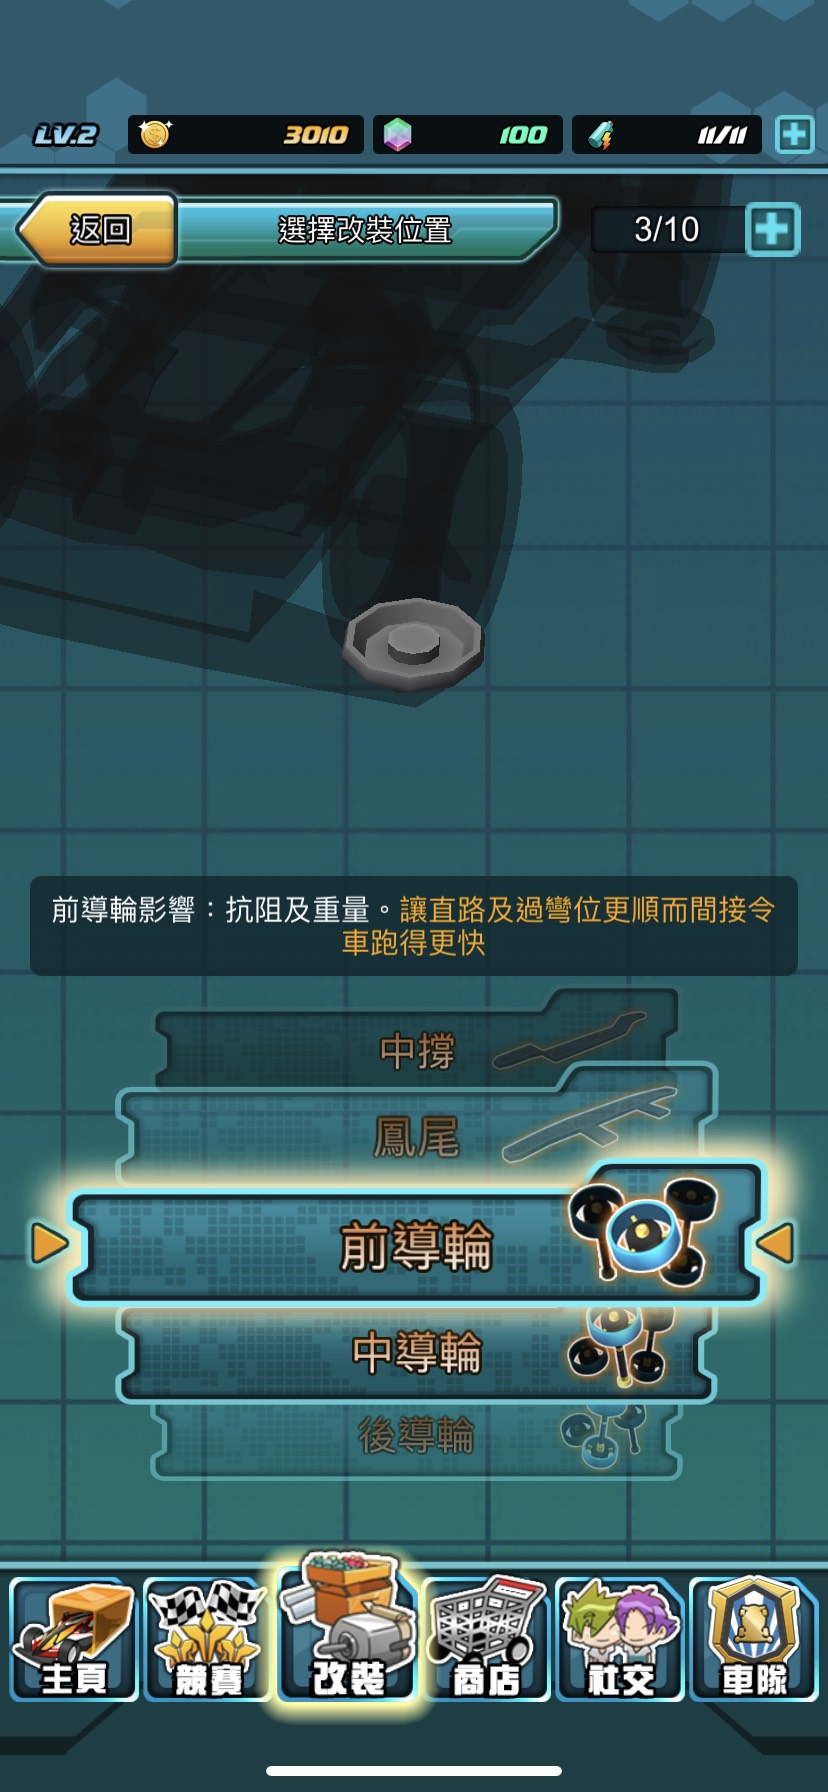 LV.2
3010
100
11/11
返回
選擇改裝位置
3/10
前導輪影響：抗阻及重量。讓直路及過彎位更順而間接令
車跑得更快
中撐
鳳尾
前導輪
中導輪
後導輪
主頁
競賽
改裝
商店
社交
車隊